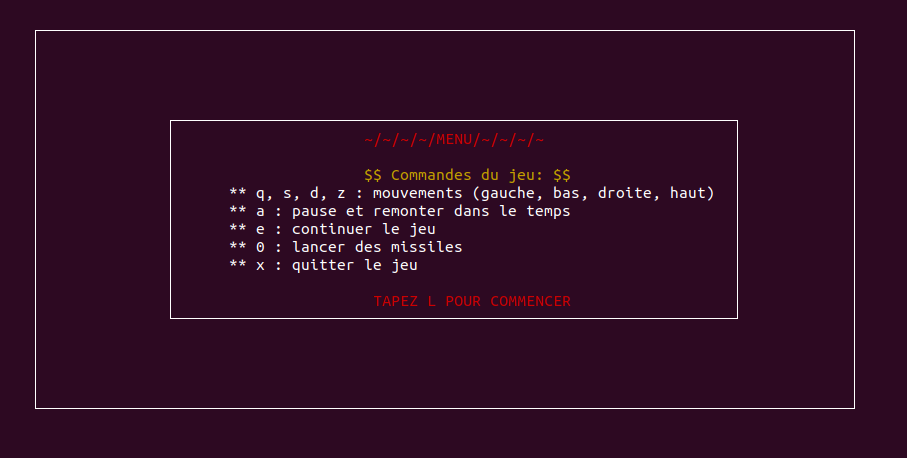 ~/~/~/~/MENU/~/~/~/~
$$ Commandes du jeu: $$
** q, s, d, z : mouvements (gauche, bas, droite, haut)
** a : pause et remonter dans le temps
** e : continuer le jeu
** 0 : lancer des missiles
** x : quitter le jeu
TAPEZ L POUR COMMENCER